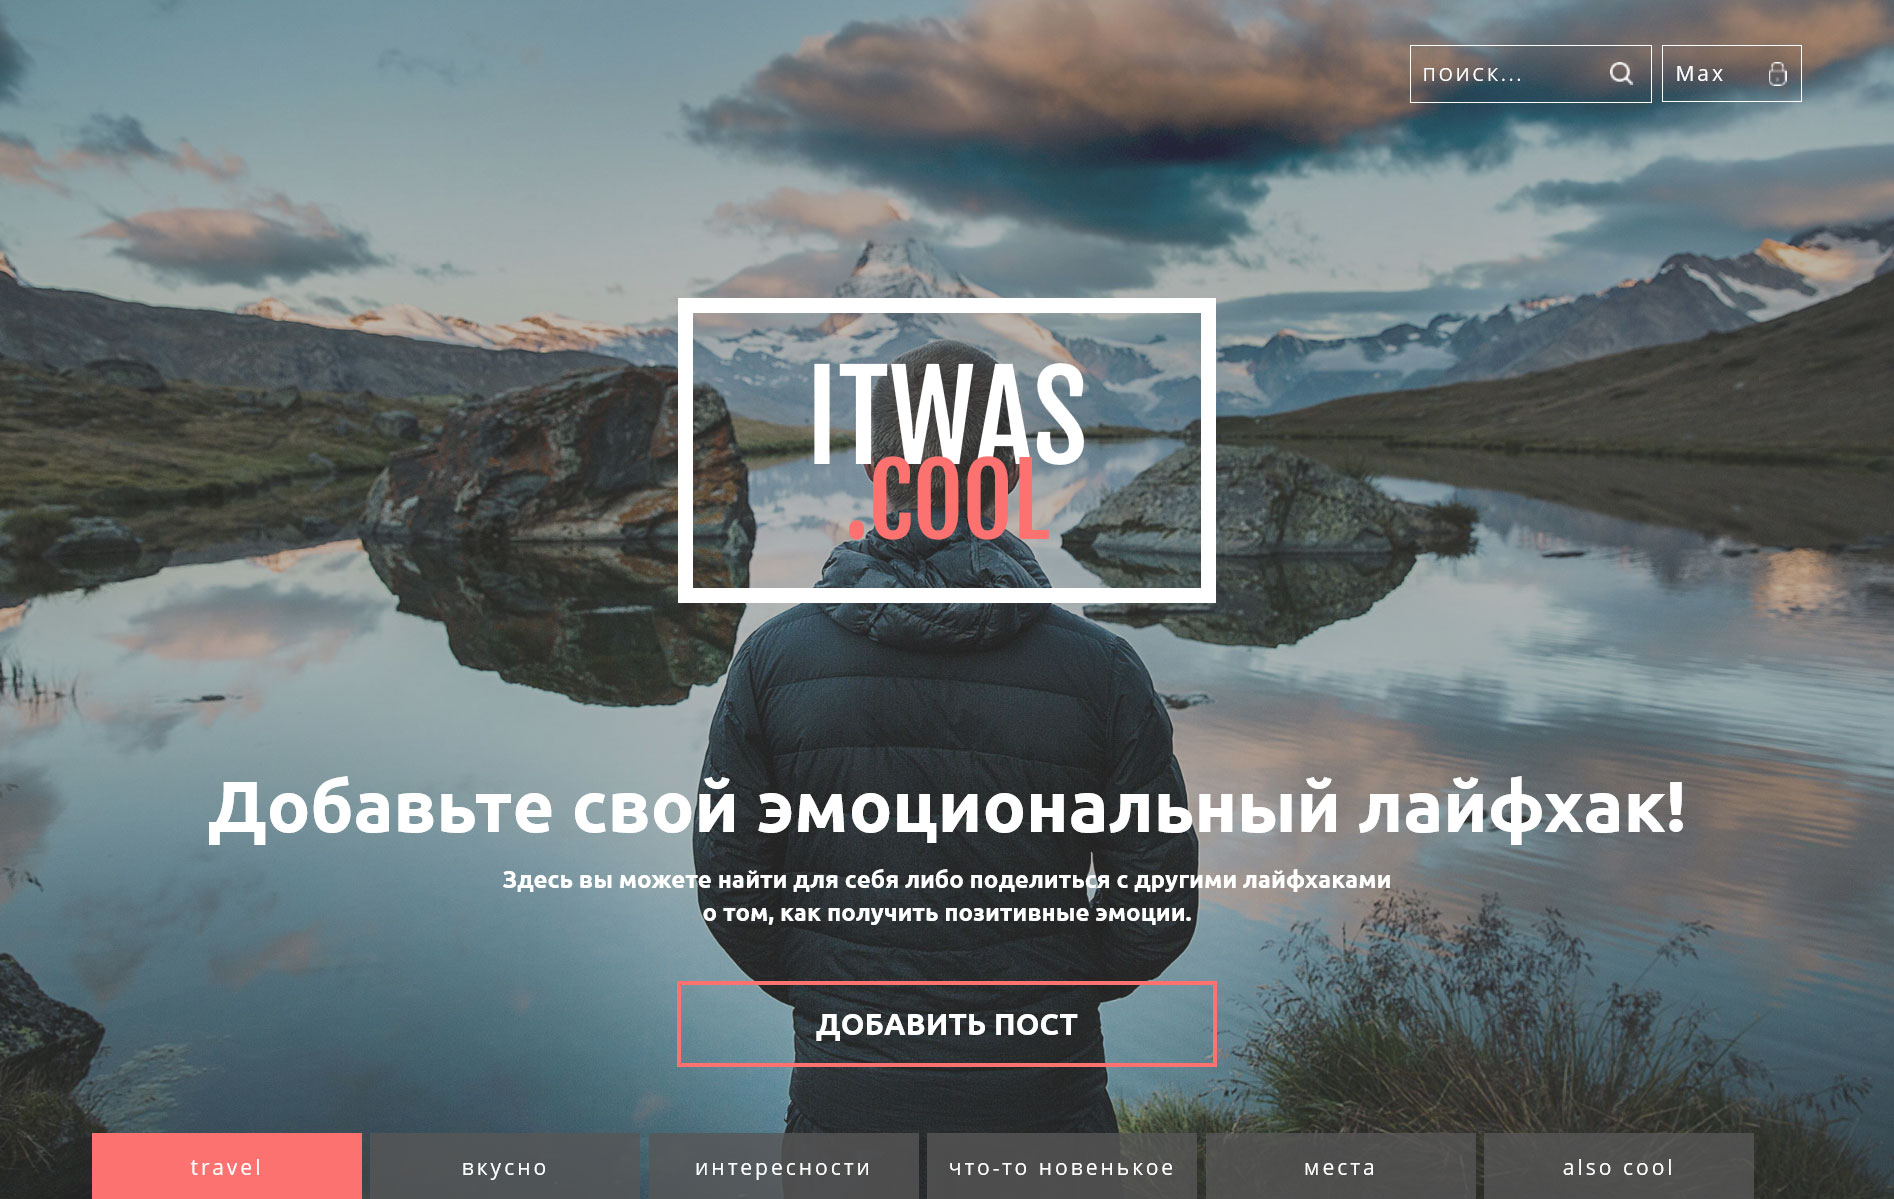 поиск...
Max
ITWAS
.COOL
Добавьте свой эмоциональный лайфхак!
Здесь вы можете найти для себя либо поделиться с другими лайфхаками
о том, как получить позитивные эмоции.
ДОБАВИТЬ ПОСТ
travel
вкусно
интересности
что-то новенькое
места
also cool